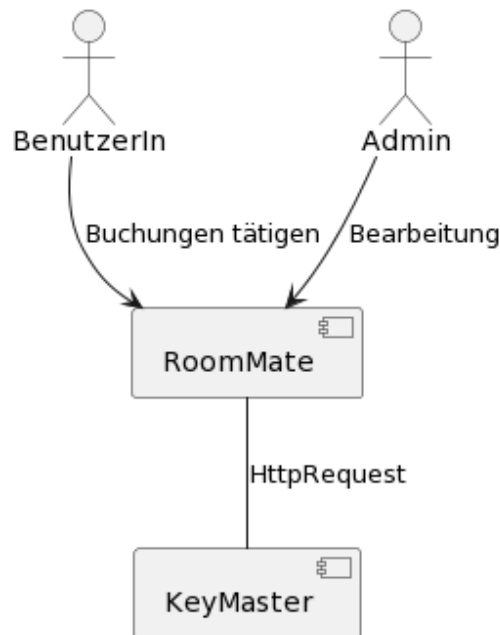 BenutzerIn
Admin
Buchungen tätigen
Bearbeitung
RoomMate
HttpRequest
KeyMaster